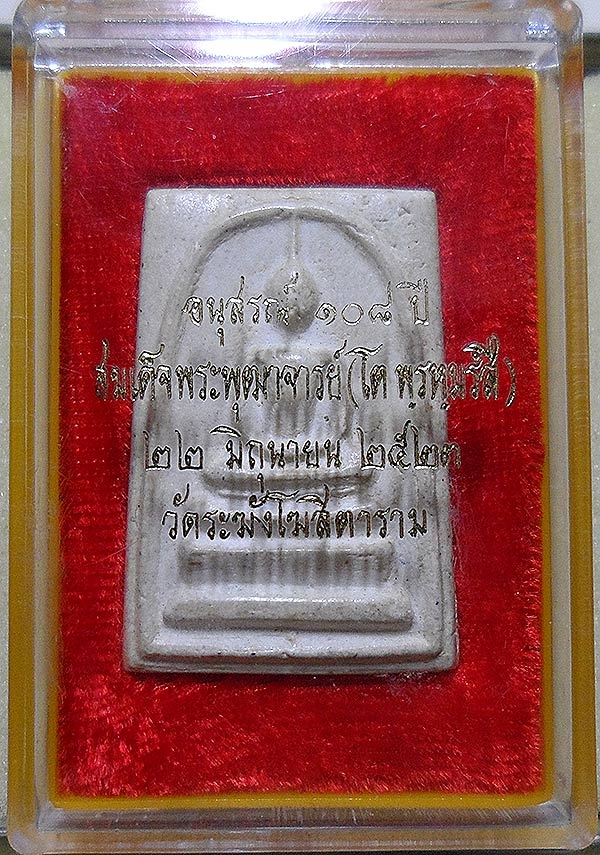 อนุสรณ์ ๑๐๘ ปี
สมเด็จพระพุฒาจารย์ (โต พรหมรํสี)
๒๒ มิถุนายน ๒๕๒๓
วัดระฆังโฆสิตาราม